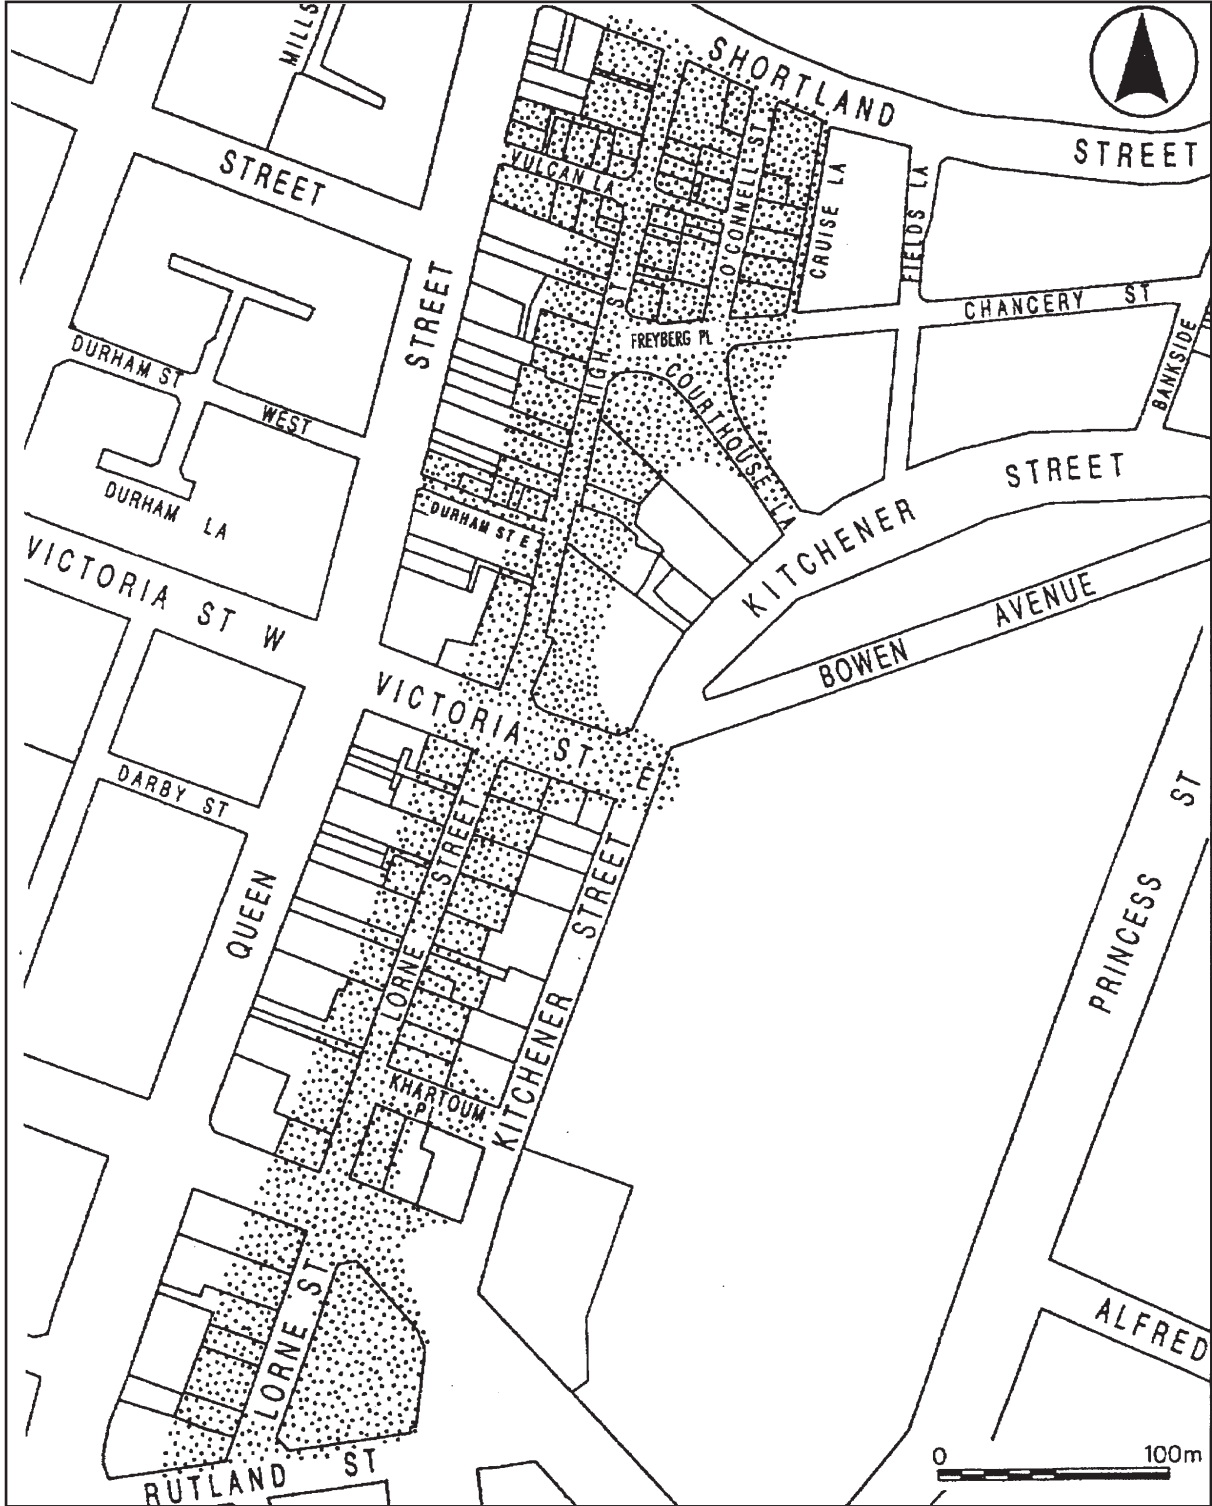 MILLS
SHORTLAND
STREET
STREET
VULCAN LA
O'CONNELL ST
CRUISE LA
FIELDS LA
CHANCERY ST
BANKSIDE
STREET
HIGH ST
FREYBERG PL
COURTHOUSE LA
DURHAM ST
WEST
DURHAM LA
DURHAM ST E
KITCHENER STREET
VICTORIA ST W
BOWEN AVENUE
VICTORIA ST E
DARBY ST
QUEEN
LORNE STREET
KITCHENER STREET
PRINCESS ST
KHARTOUM
PL
LORNE ST
ALFRED
RUTLAND ST
0 100m